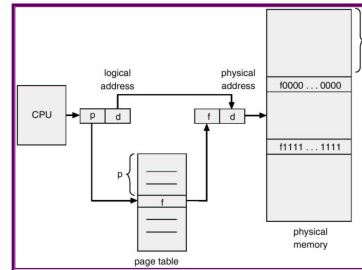 logical
address
physical
address
CPU
p d
f d
f0000 ... 0000
f1111 ... 1111
p
f
physical
memory
page table